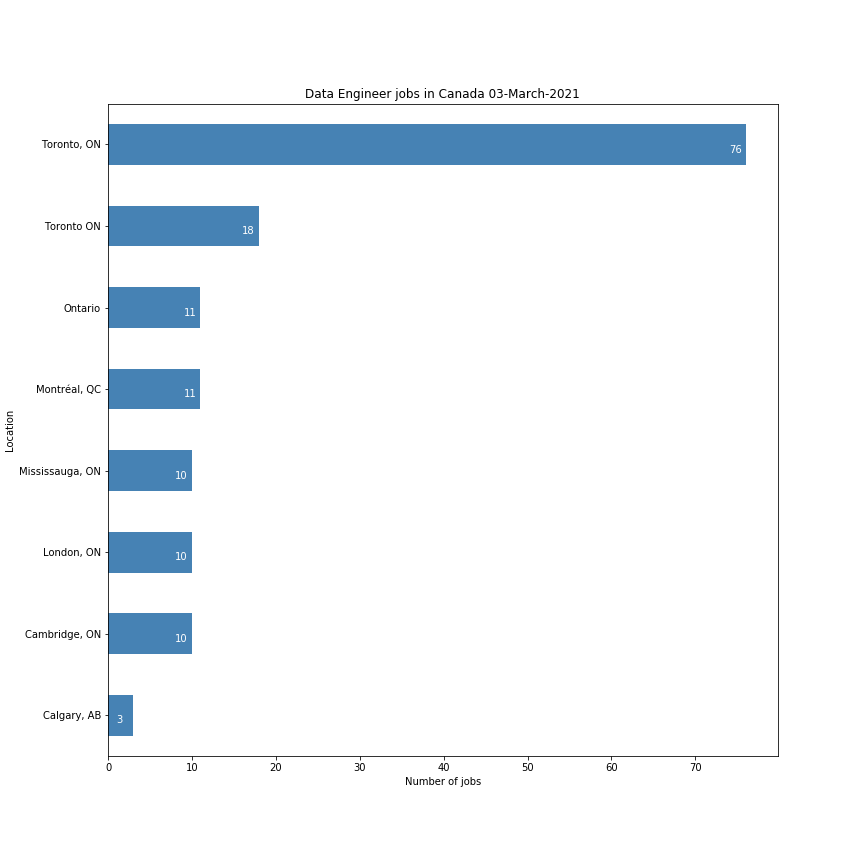 Data Engineer jobs in Canada 03-March-2021
Toronto, ON
76
Toronto ON
18
Ontario
11
Montréal, QC
11
Location
Mississauga, ON
10
London, ON
10
Cambridge, ON
10
Calgary, AB
3
0 10 20 30 40 50 60 70
Number of jobs